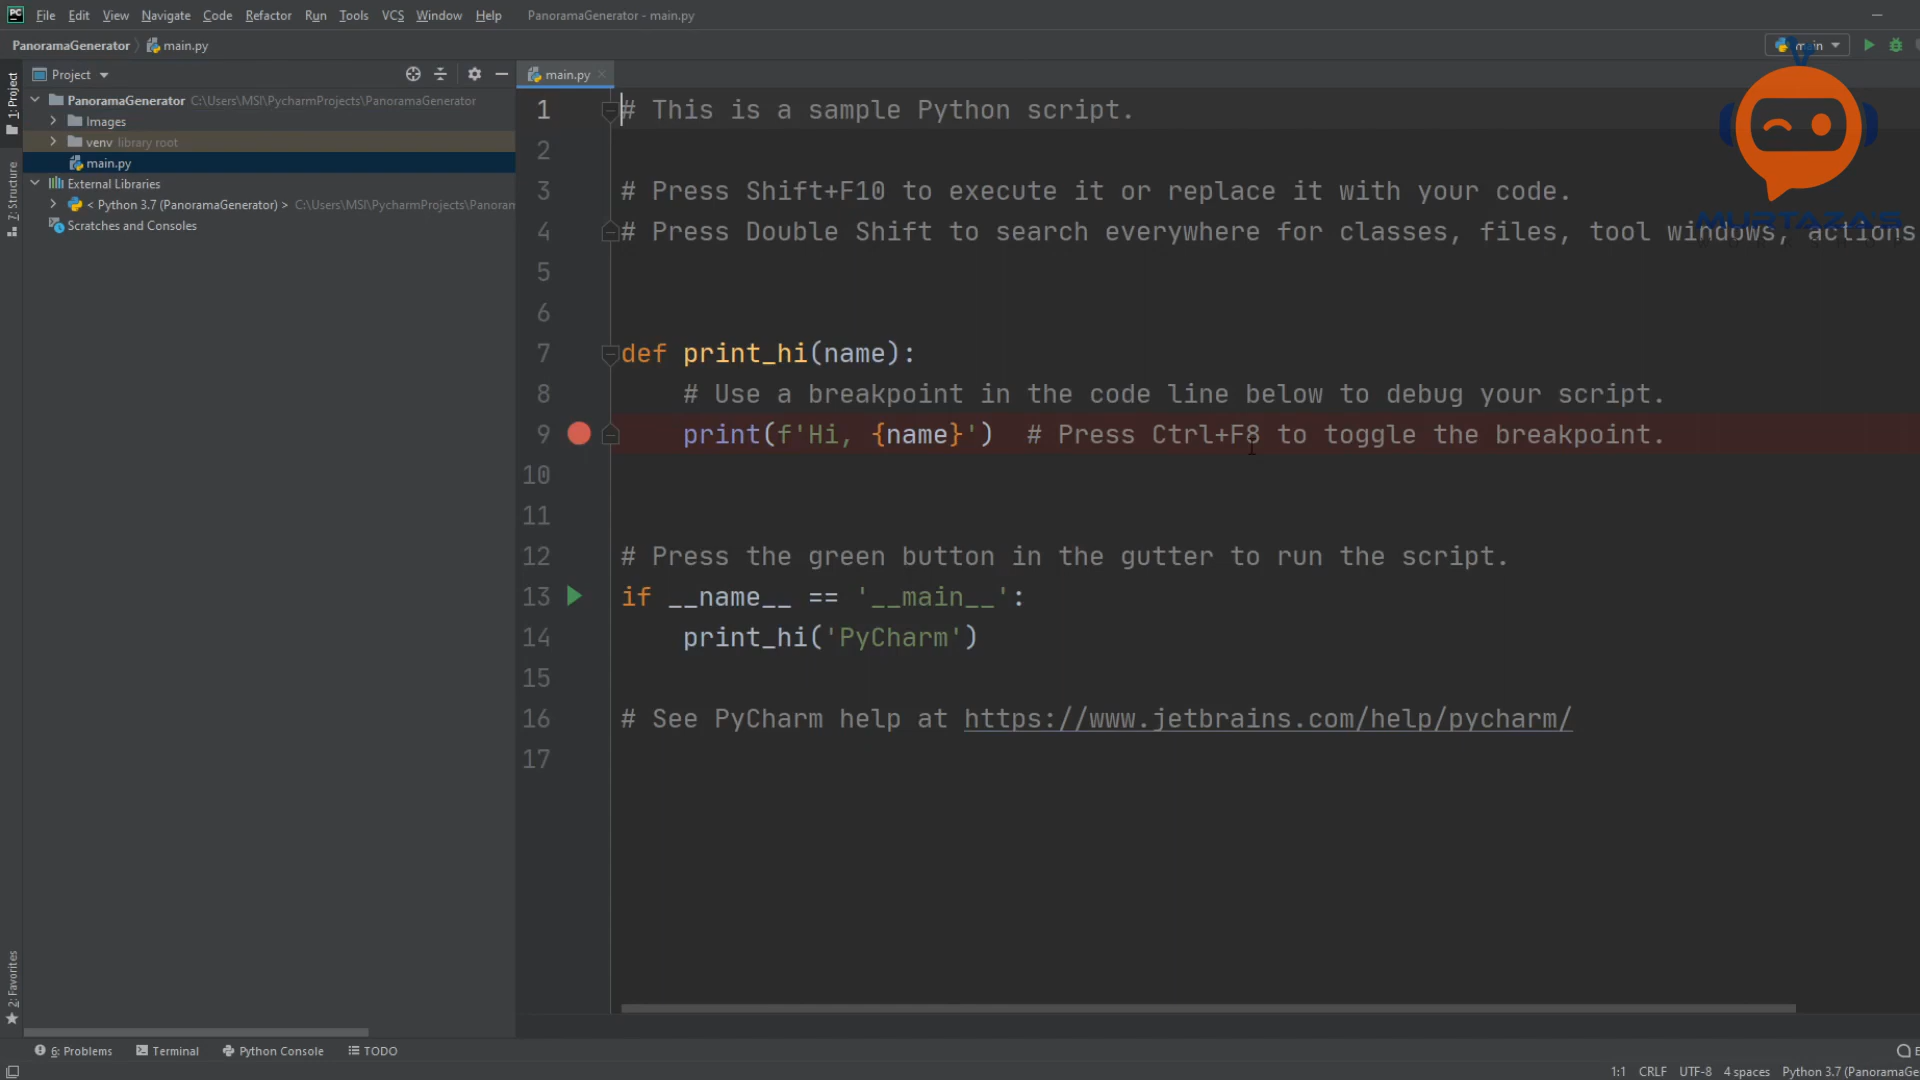 File Edit View Navigate Code Refactor Run Tools VCS Window Help PanoramaGenerator - main.py
PanoramaGenerator main.py
main
Project
main.py
1: Project
PanoramaGenerator C:\Users\MSI\PycharmProjects\PanoramaGenerator
Images
venv library root
main.py
External Libraries
< Python 3.7 (PanoramaGenerator) > C:\Users\MSI\PycharmProjects\Panoram
Scratches and Consoles
Z: Structure
2: Favorites
1 # This is a sample Python script.
2
3 # Press Shift+F10 to execute it or replace it with your code.
4 # Press Double Shift to search everywhere for classes, files, tool windows, actions
5
6
7 def print_hi(name):
8 # Use a breakpoint in the code line below to debug your script.
9 print(f'Hi, {name}') # Press Ctrl+F8 to toggle the breakpoint.
10
11
12 # Press the green button in the gutter to run the script.
13 if __name__ == '__main__':
14 print_hi('PyCharm')
15
16 # See PyCharm help at https://www.jetbrains.com/help/pycharm/
17
MURTAZA'S
6: Problems Terminal Python Console TODO
1:1 CRLF UTF-8 4 spaces Python 3.7 (PanoramaGe